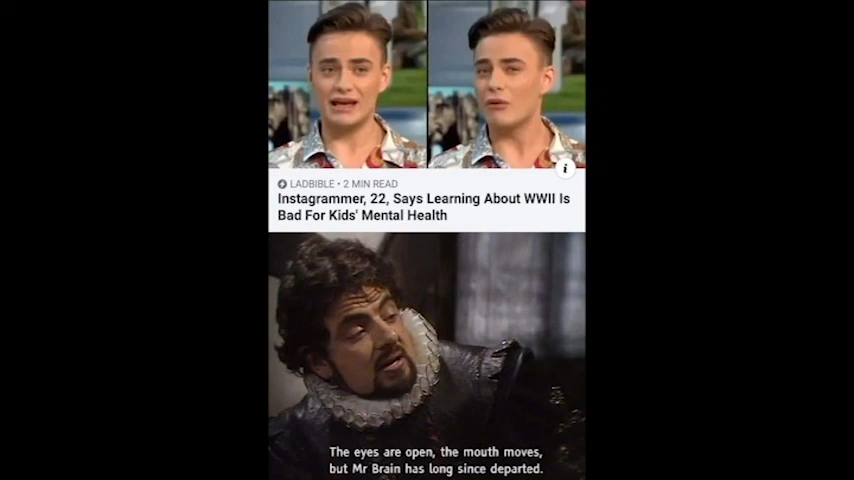 LADBIBLE • 2 MIN READ
Instagrammer, 22, Says Learning About WWII Is
Bad For Kids' Mental Health
The eyes are open, the mouth moves,
but Mr Brain has long since departed.